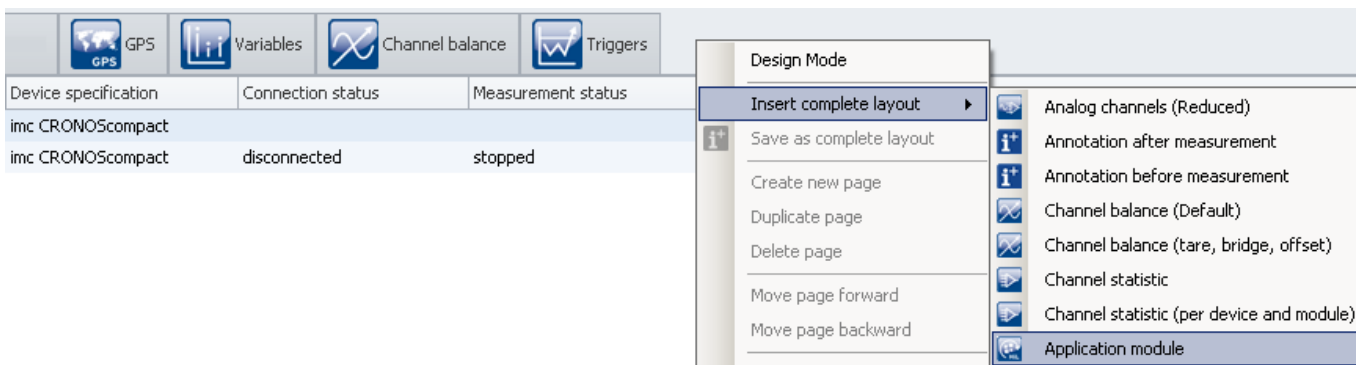 GPS
GPS
Variables
Channel balance
Triggers
Device specification
Connection status
Measurement status
imc CRONOScompact
imc CRONOScompact
disconnected
stopped
Design Mode
Insert complete layout
Save as complete layout
Create new page
Duplicate page
Delete page
Move page forward
Move page backward
Analog channels (Reduced)
Annotation after measurement
Annotation before measurement
Channel balance (Default)
Channel balance (tare, bridge, offset)
Channel statistic
Channel statistic (per device and module)
Application module